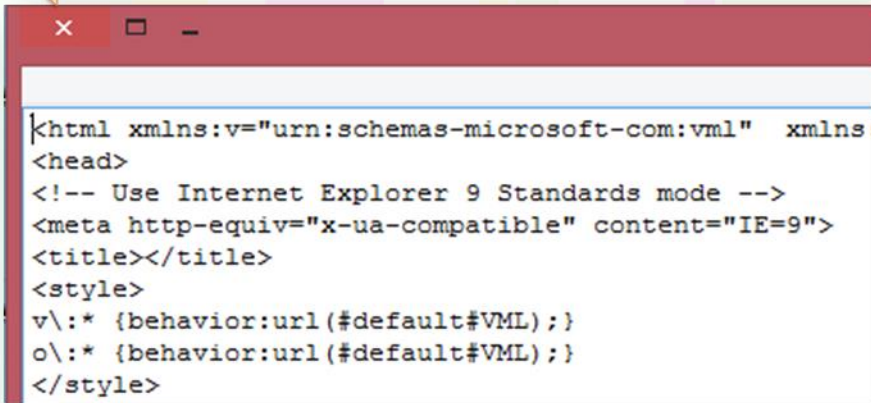 <html xmlns:v="urn:schemas-microsoft-com:vml"  xmlns
<head>
<!-- Use Internet Explorer 9 Standards mode -->
<meta http-equiv="x-ua-compatible" content="IE=9">
<title></title>
<style>
v\:* {behavior:url(#default#VML);}
o\:* {behavior:url(#default#VML);}
</style>